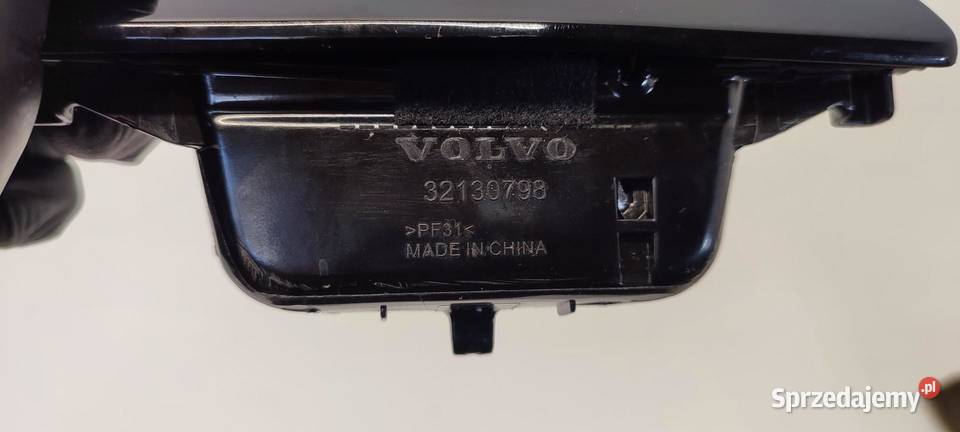 VOLVO
32130798
>PF31<
MADE IN CHINA
Sprzedajemy.pl